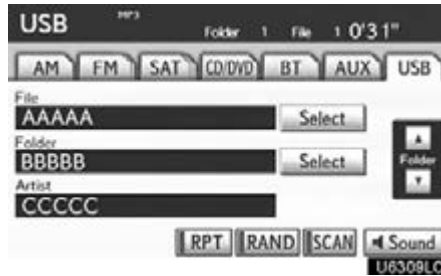 USB MP3 Folder 1 File 1 0'31"
AM FM SAT CD/DVD BT AUX USB
File
AAAAA Select
Folder
BBBBB Select
▲ Folder ▼
Artist
CCCCC
RPT RAND SCAN Sound
U6309LC